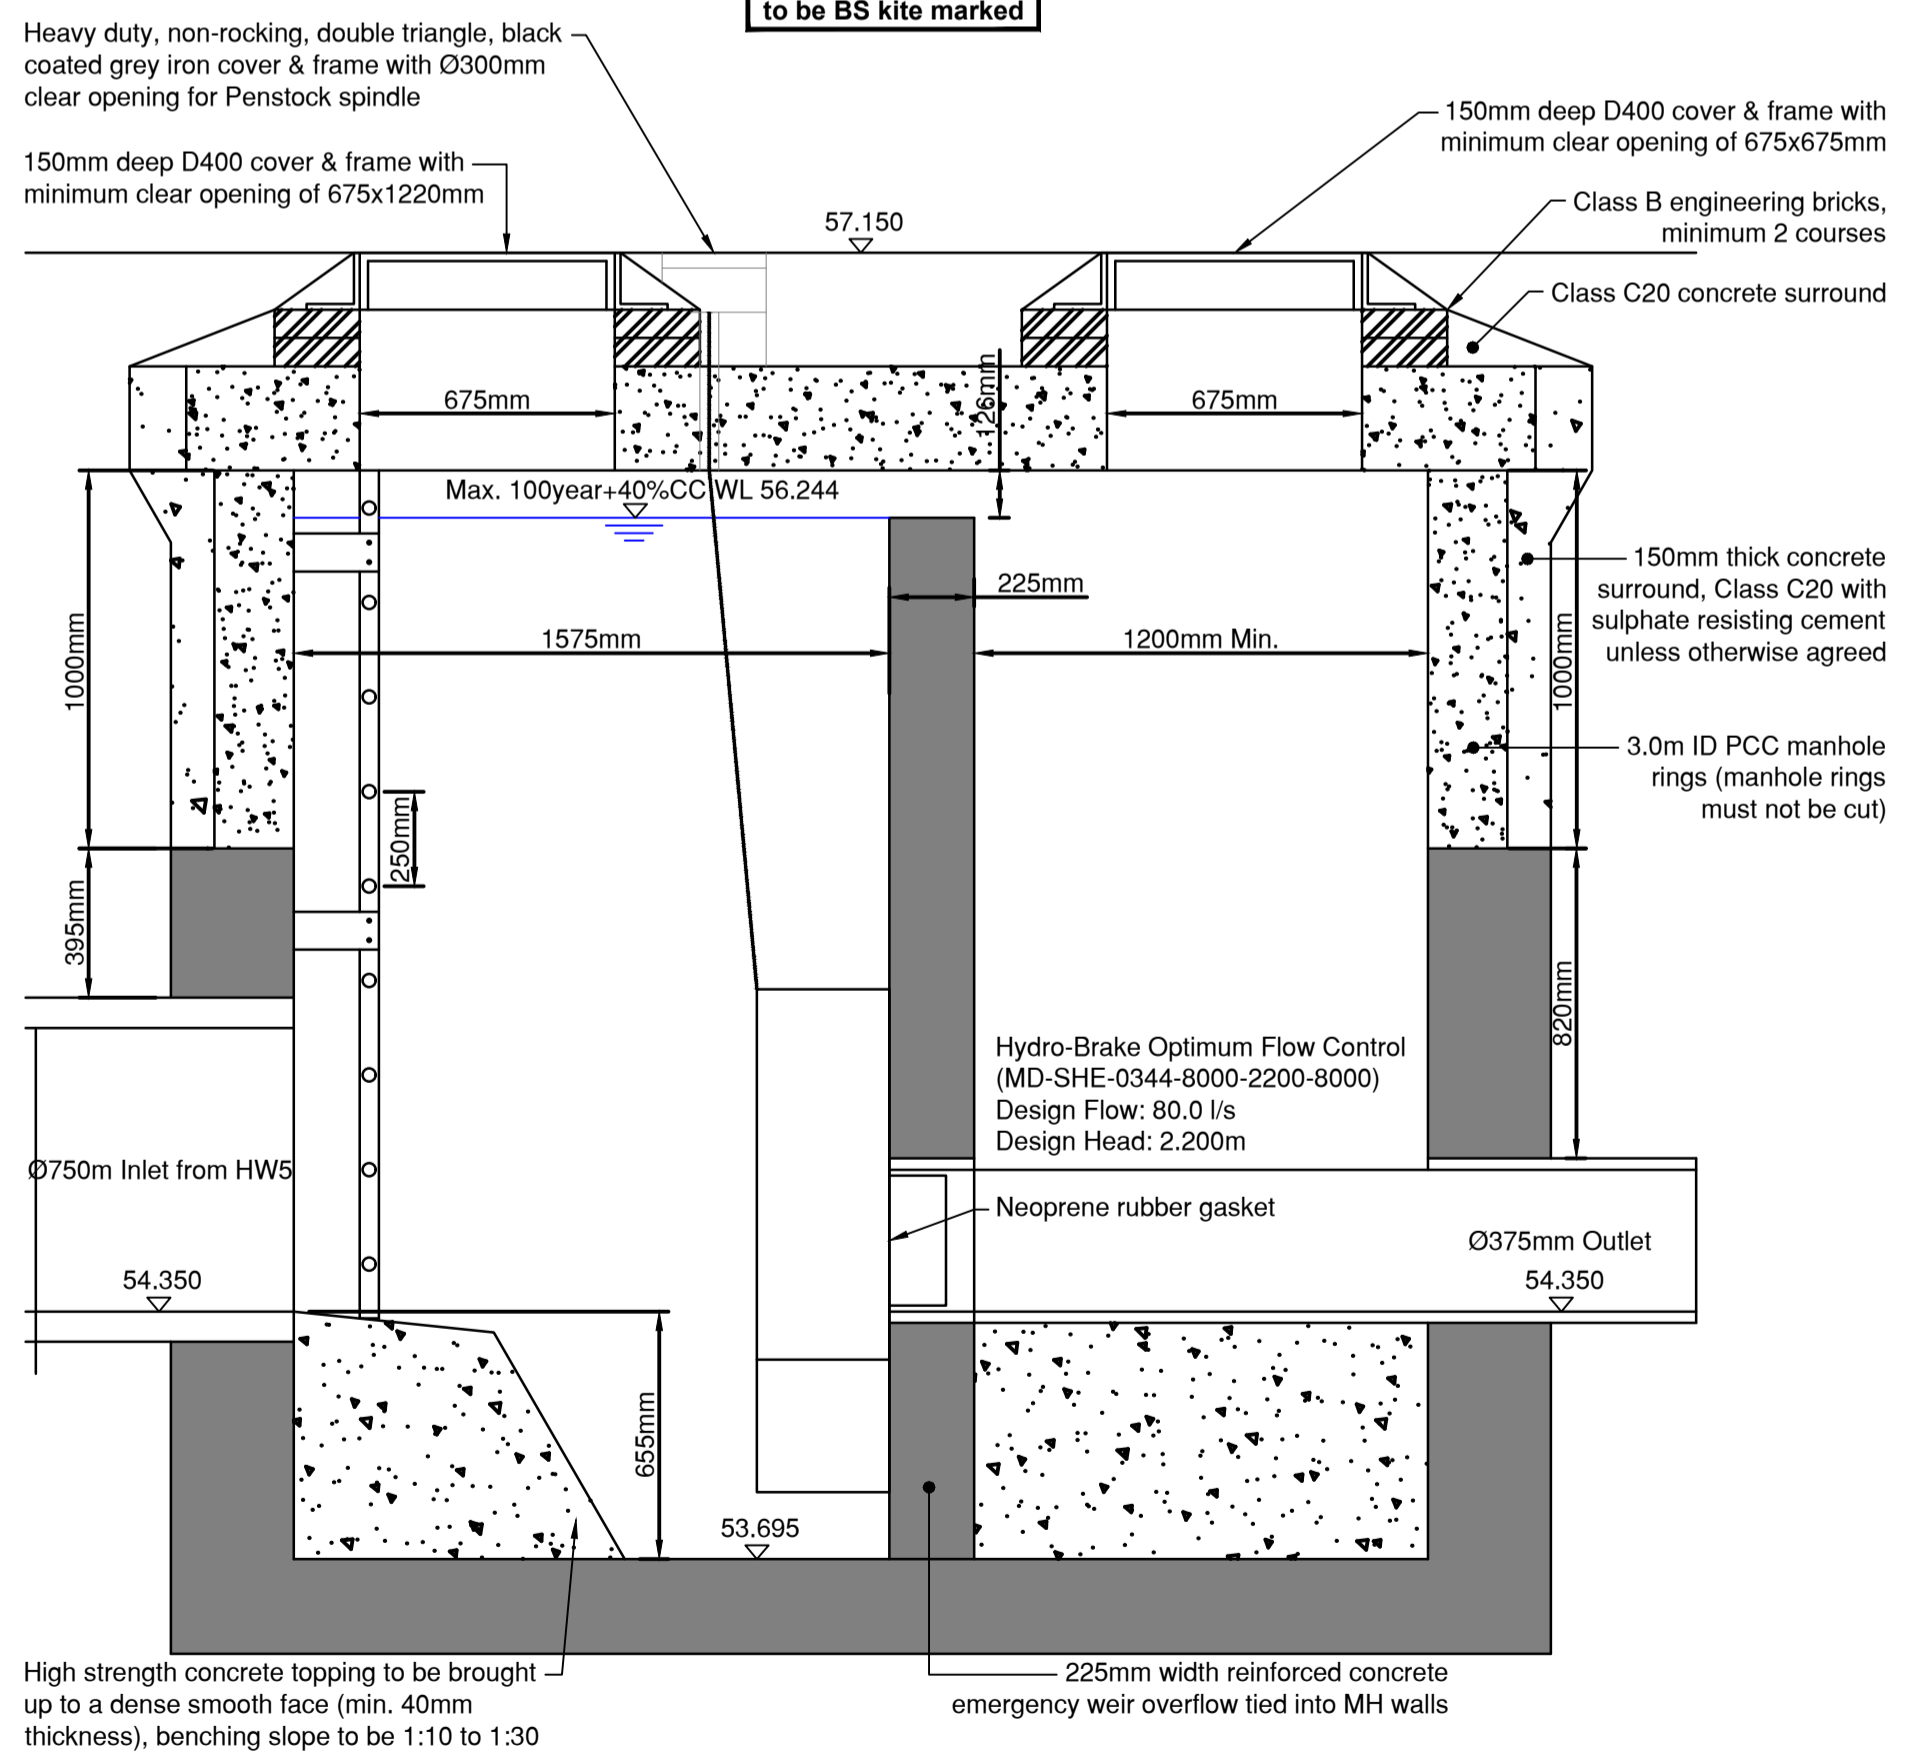 to be BS kite marked
Heavy duty, non-rocking, double triangle, black
coated grey iron cover & frame with Ø300mm
clear opening for Penstock spindle
150mm deep D400 cover & frame with
minimum clear opening of 675x1220mm
57.150
150mm deep D400 cover & frame with
minimum clear opening of 675x675mm
Class B engineering bricks,
minimum 2 courses
Class C20 concrete surround
675mm
126mm
675mm
Max. 100year+40%CC WL 56.244
225mm
1575mm
1200mm Min.
1000mm
1000mm
150mm thick concrete
surround, Class C20 with
sulphate resisting cement
unless otherwise agreed
3.0m ID PCC manhole
rings (manhole rings
must not be cut)
250mm
395mm
820mm
Hydro-Brake Optimum Flow Control
(MD-SHE-0344-8000-2200-8000)
Design Flow: 80.0 l/s
Design Head: 2.200m
Ø750m Inlet from HW5
Neoprene rubber gasket
Ø375mm Outlet
54.350
54.350
655mm
53.695
High strength concrete topping to be brought
up to a dense smooth face (min. 40mm
thickness), benching slope to be 1:10 to 1:30
225mm width reinforced concrete
emergency weir overflow tied into MH walls